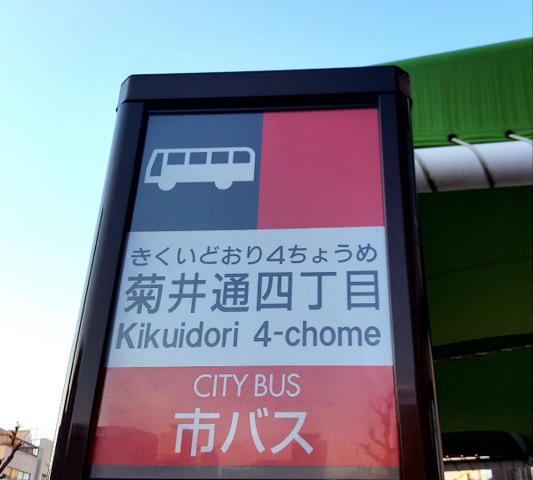 きくいどおり4ちょうめ
菊井通四丁目
Kikuidori 4-chome
CITY BUS
市バス